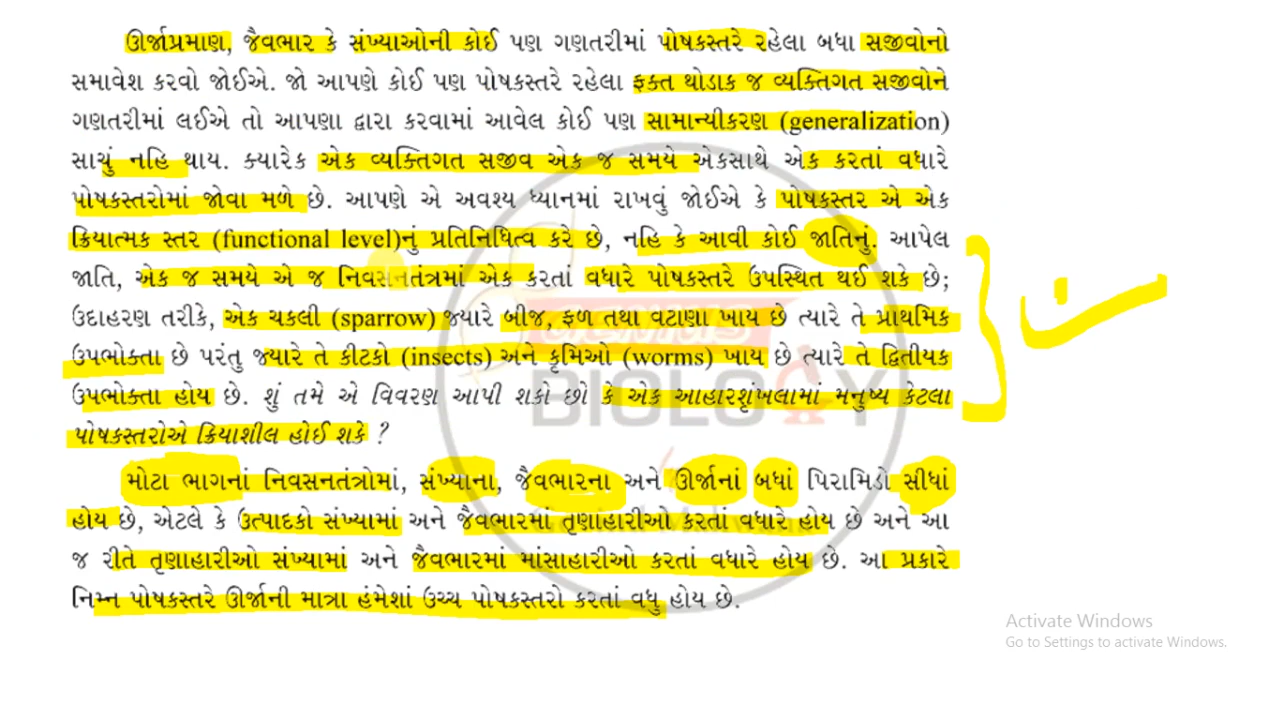 ઊર્જાપ્રમાણ, જૈવભાર કે સંખ્યાઓની કોઈ પણ ગણતરીમાં પોષકસ્તરે રહેલા બધા સજીવોનો
સમાવેશ કરવો જોઈએ. જો આપણે કોઈ પણ પોષકસ્તરે રહેલા ફક્ત થોડાક જ વ્યક્તિગત સજીવોને
ગણતરીમાં લઈએ તો આપણા દ્વારા કરવામાં આવેલ કોઈ પણ સામાન્યીકરણ (generalization)
સાચું નહિ થાય. ક્યારેક એક વ્યક્તિગત સજીવ એક જ સમયે એકસાથે એક કરતાં વધારે
પોષકસ્તરોમાં જોવા મળે છે. આપણે એ અવશ્ય ધ્યાનમાં રાખવું જોઈએ કે પોષકસ્તર એ એક
ક્રિયાત્મક સ્તર (functional level)નું પ્રતિનિધિત્વ કરે છે, નહિ કે આવી કોઈ જાતિનું. આપેલ
જાતિ, એક જ સમયે એ જ નિવસનતંત્રમાં એક કરતાં વધારે પોષકસ્તરે ઉપસ્થિત થઈ શકે છે;
ઉદાહરણ તરીકે, એક ચકલી (sparrow) જ્યારે બીજ, ફળ તથા વટાણા ખાય છે ત્યારે તે પ્રાથમિક
ઉપભોક્તા છે પરંતુ જ્યારે તે કીટકો (insects) અને કૃમિઓ (worms) ખાય છે ત્યારે તે દ્વિતીયક
ઉપભોક્તા હોય છે. શું તમે એ વિવરણ આપી શકો છો કે એક આહારશૃંખલામાં મનુષ્ય કેટલા
પોષકસ્તરોએ ક્રિયાશીલ હોઈ શકે ?
મોટા ભાગનાં નિવસનતંત્રોમાં, સંખ્યાના, જૈવભારના અને ઊર્જાનાં બધાં પિરામિડો સીધાં
હોય છે, એટલે કે ઉત્પાદકો સંખ્યામાં અને જૈવભારમાં તૃણાહારીઓ કરતાં વધારે હોય છે અને આ
જ રીતે તૃણાહારીઓ સંખ્યામાં અને જૈવભારમાં માંસાહારીઓ કરતાં વધારે હોય છે. આ પ્રકારે
નિમ્ન પોષકસ્તરે ઊર્જાની માત્રા હંમેશાં ઉચ્ચ પોષકસ્તરો કરતાં વધુ હોય છે.
BIOLOGY
Activate Windows
Go to Settings to activate Windows.